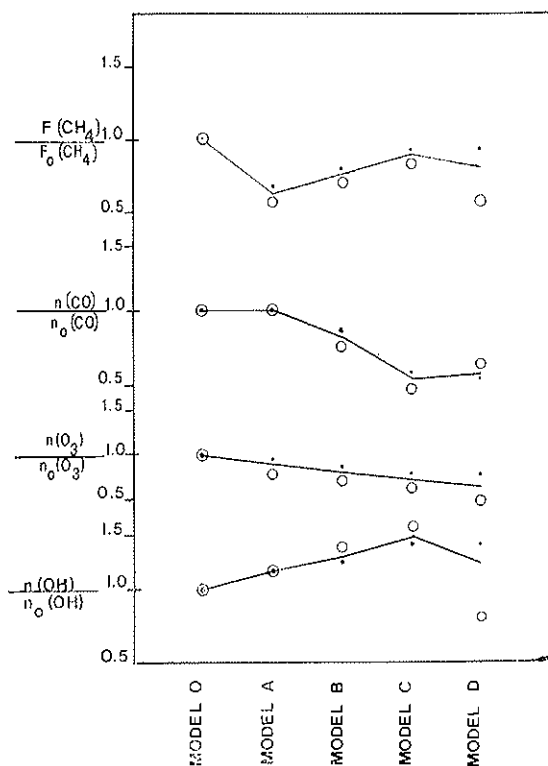 1.5
F(CH4)
F0(CH4)
1.0
0.5
1.5
n(CO)
n0(CO)
1.0
0.5
1.5
n(O3)
n0(O3)
1.0
0.5
1.5
n(OH)
n0(OH)
1.0
0.5
MODEL O
MODEL A
MODEL B
MODEL C
MODEL D